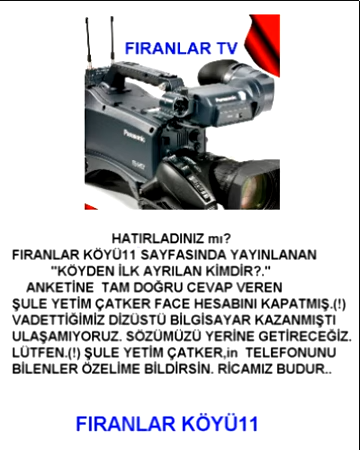 FIRANLAR TV
Panasonic
Panasonic
HATIRLADINIZ mı?
FIRANLAR KÖYÜ11 SAYFASINDA YAYINLANAN
"KÖYDEN İLK AYRILAN KİMDİR?."
ANKETİNE TAM DOĞRU CEVAP VEREN
ŞULE YETİM ÇATKER FACE HESABINI KAPATMIŞ.(!)
VADETTİĞİMİZ DİZÜSTÜ BİLGİSAYAR KAZANMIŞTI
ULAŞAMIYORUZ. SÖZÜMÜZÜ YERİNE GETİRECEĞİZ.
LÜTFEN.(!) ŞULE YETİM ÇATKER,in TELEFONUNU
BİLENLER ÖZELİME BİLDİRSİN. RİCAMIZ BUDUR..
FIRANLAR KÖYÜ11